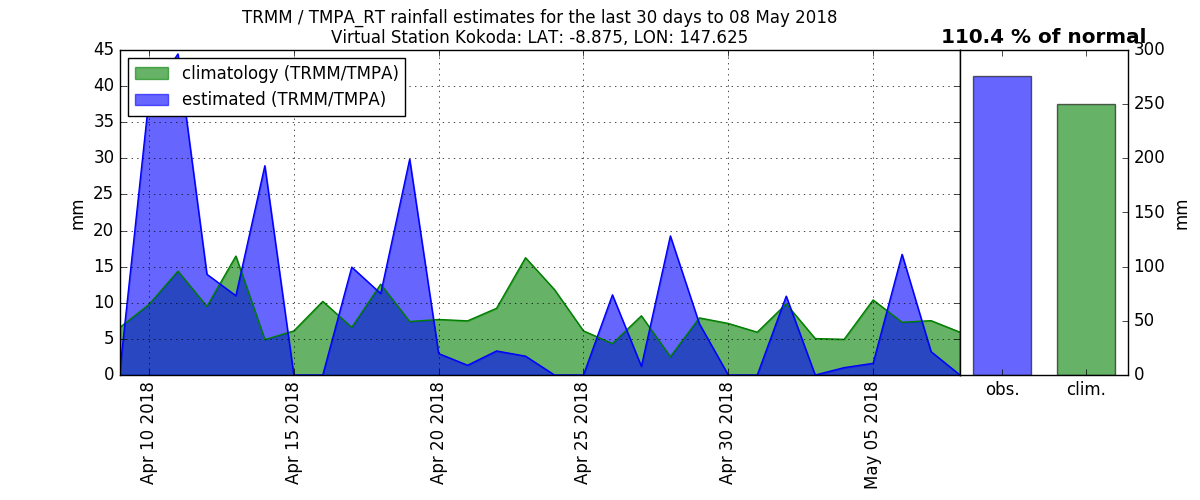 TRMM / TMPA_RT rainfall estimates for the last 30 days to 08 May 2018
Virtual Station Kokoda: LAT: -8.875, LON: 147.625
110.4 % of normal
climatology (TRMM/TMPA)
estimated (TRMM/TMPA)
45
40
35
30
25
20
15
10
5
0
mm
Apr 10 2018
Apr 15 2018
Apr 20 2018
Apr 25 2018
Apr 30 2018
May 05 2018
300
250
200
150
100
50
0
mm
obs.
clim.